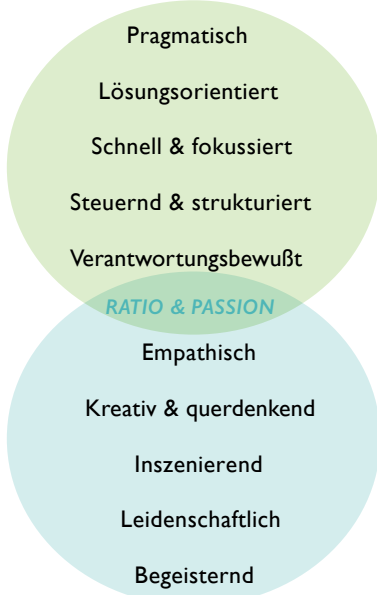 Pragmatisch
Lösungsorientiert
Schnell & fokussiert
Steuernd & strukturiert
Verantwortungsbewußt
RATIO & PASSION
Empathisch
Kreativ & querdenkend
Inszenierend
Leidenschaftlich
Begeisternd